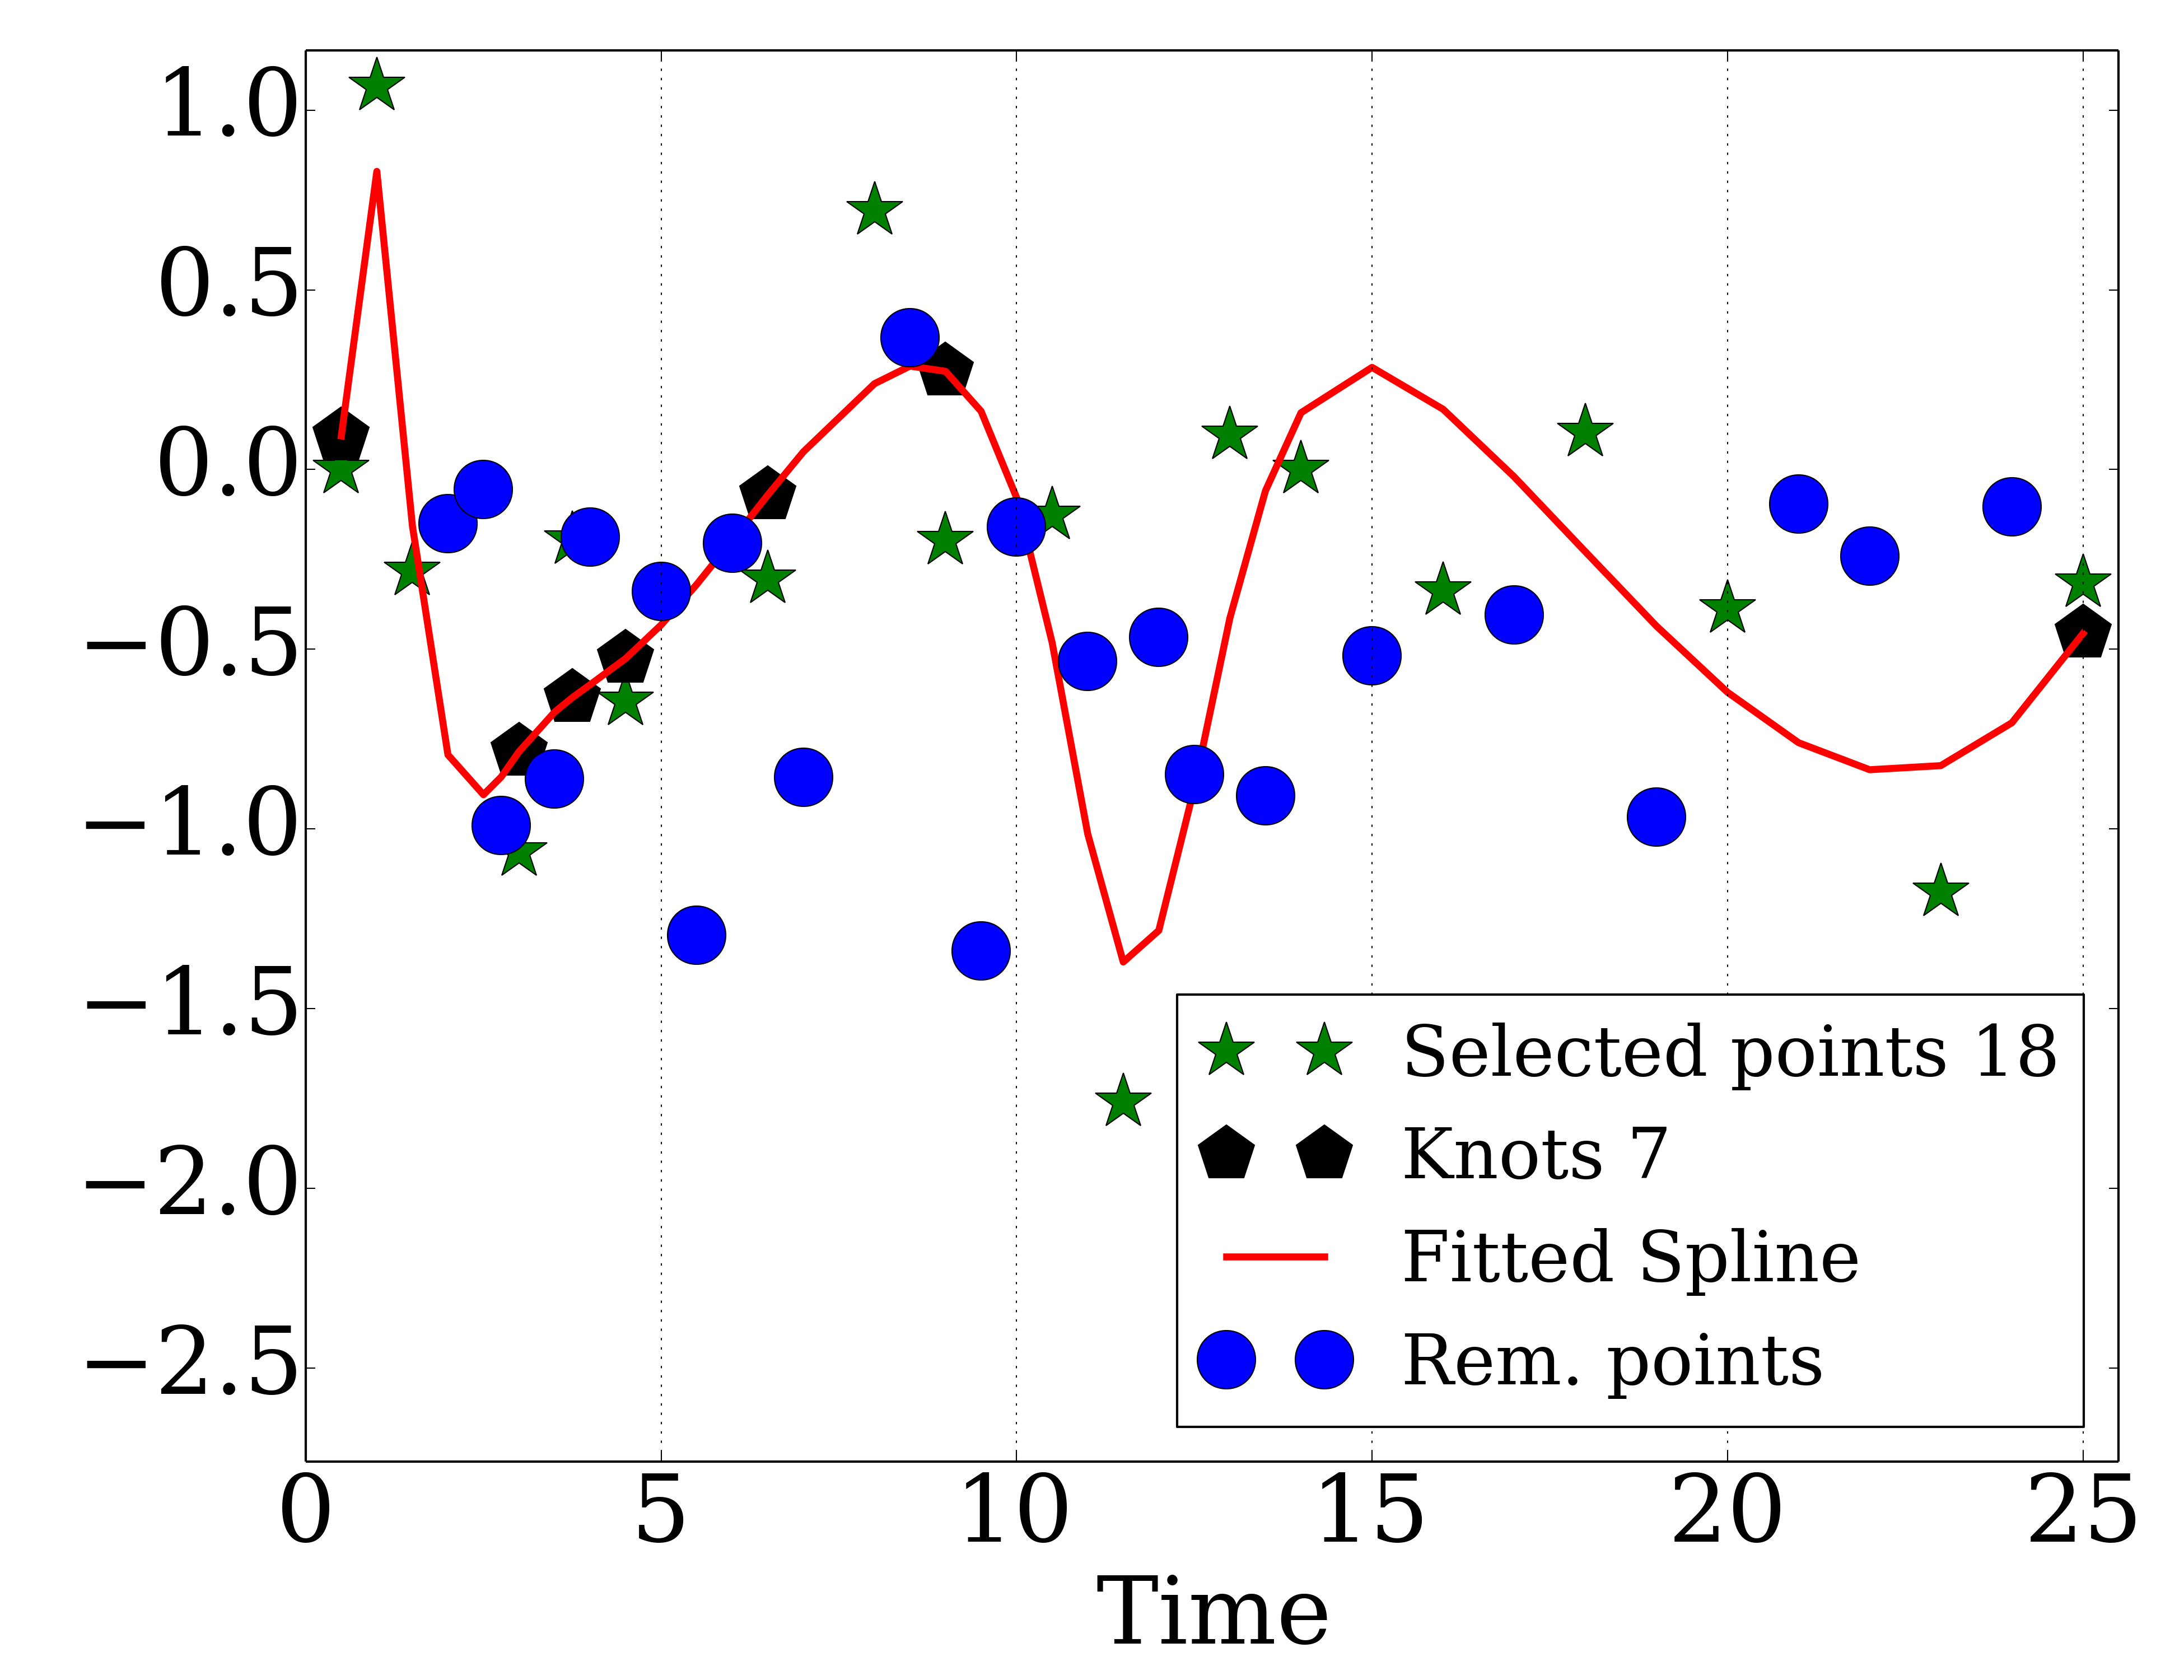 1.0
0.5
0.0
−0.5
−1.0
−1.5
−2.0
−2.5
Selected points 18
Knots 7
Fitted Spline
Rem. points
0 5 10 15 20 25
Time